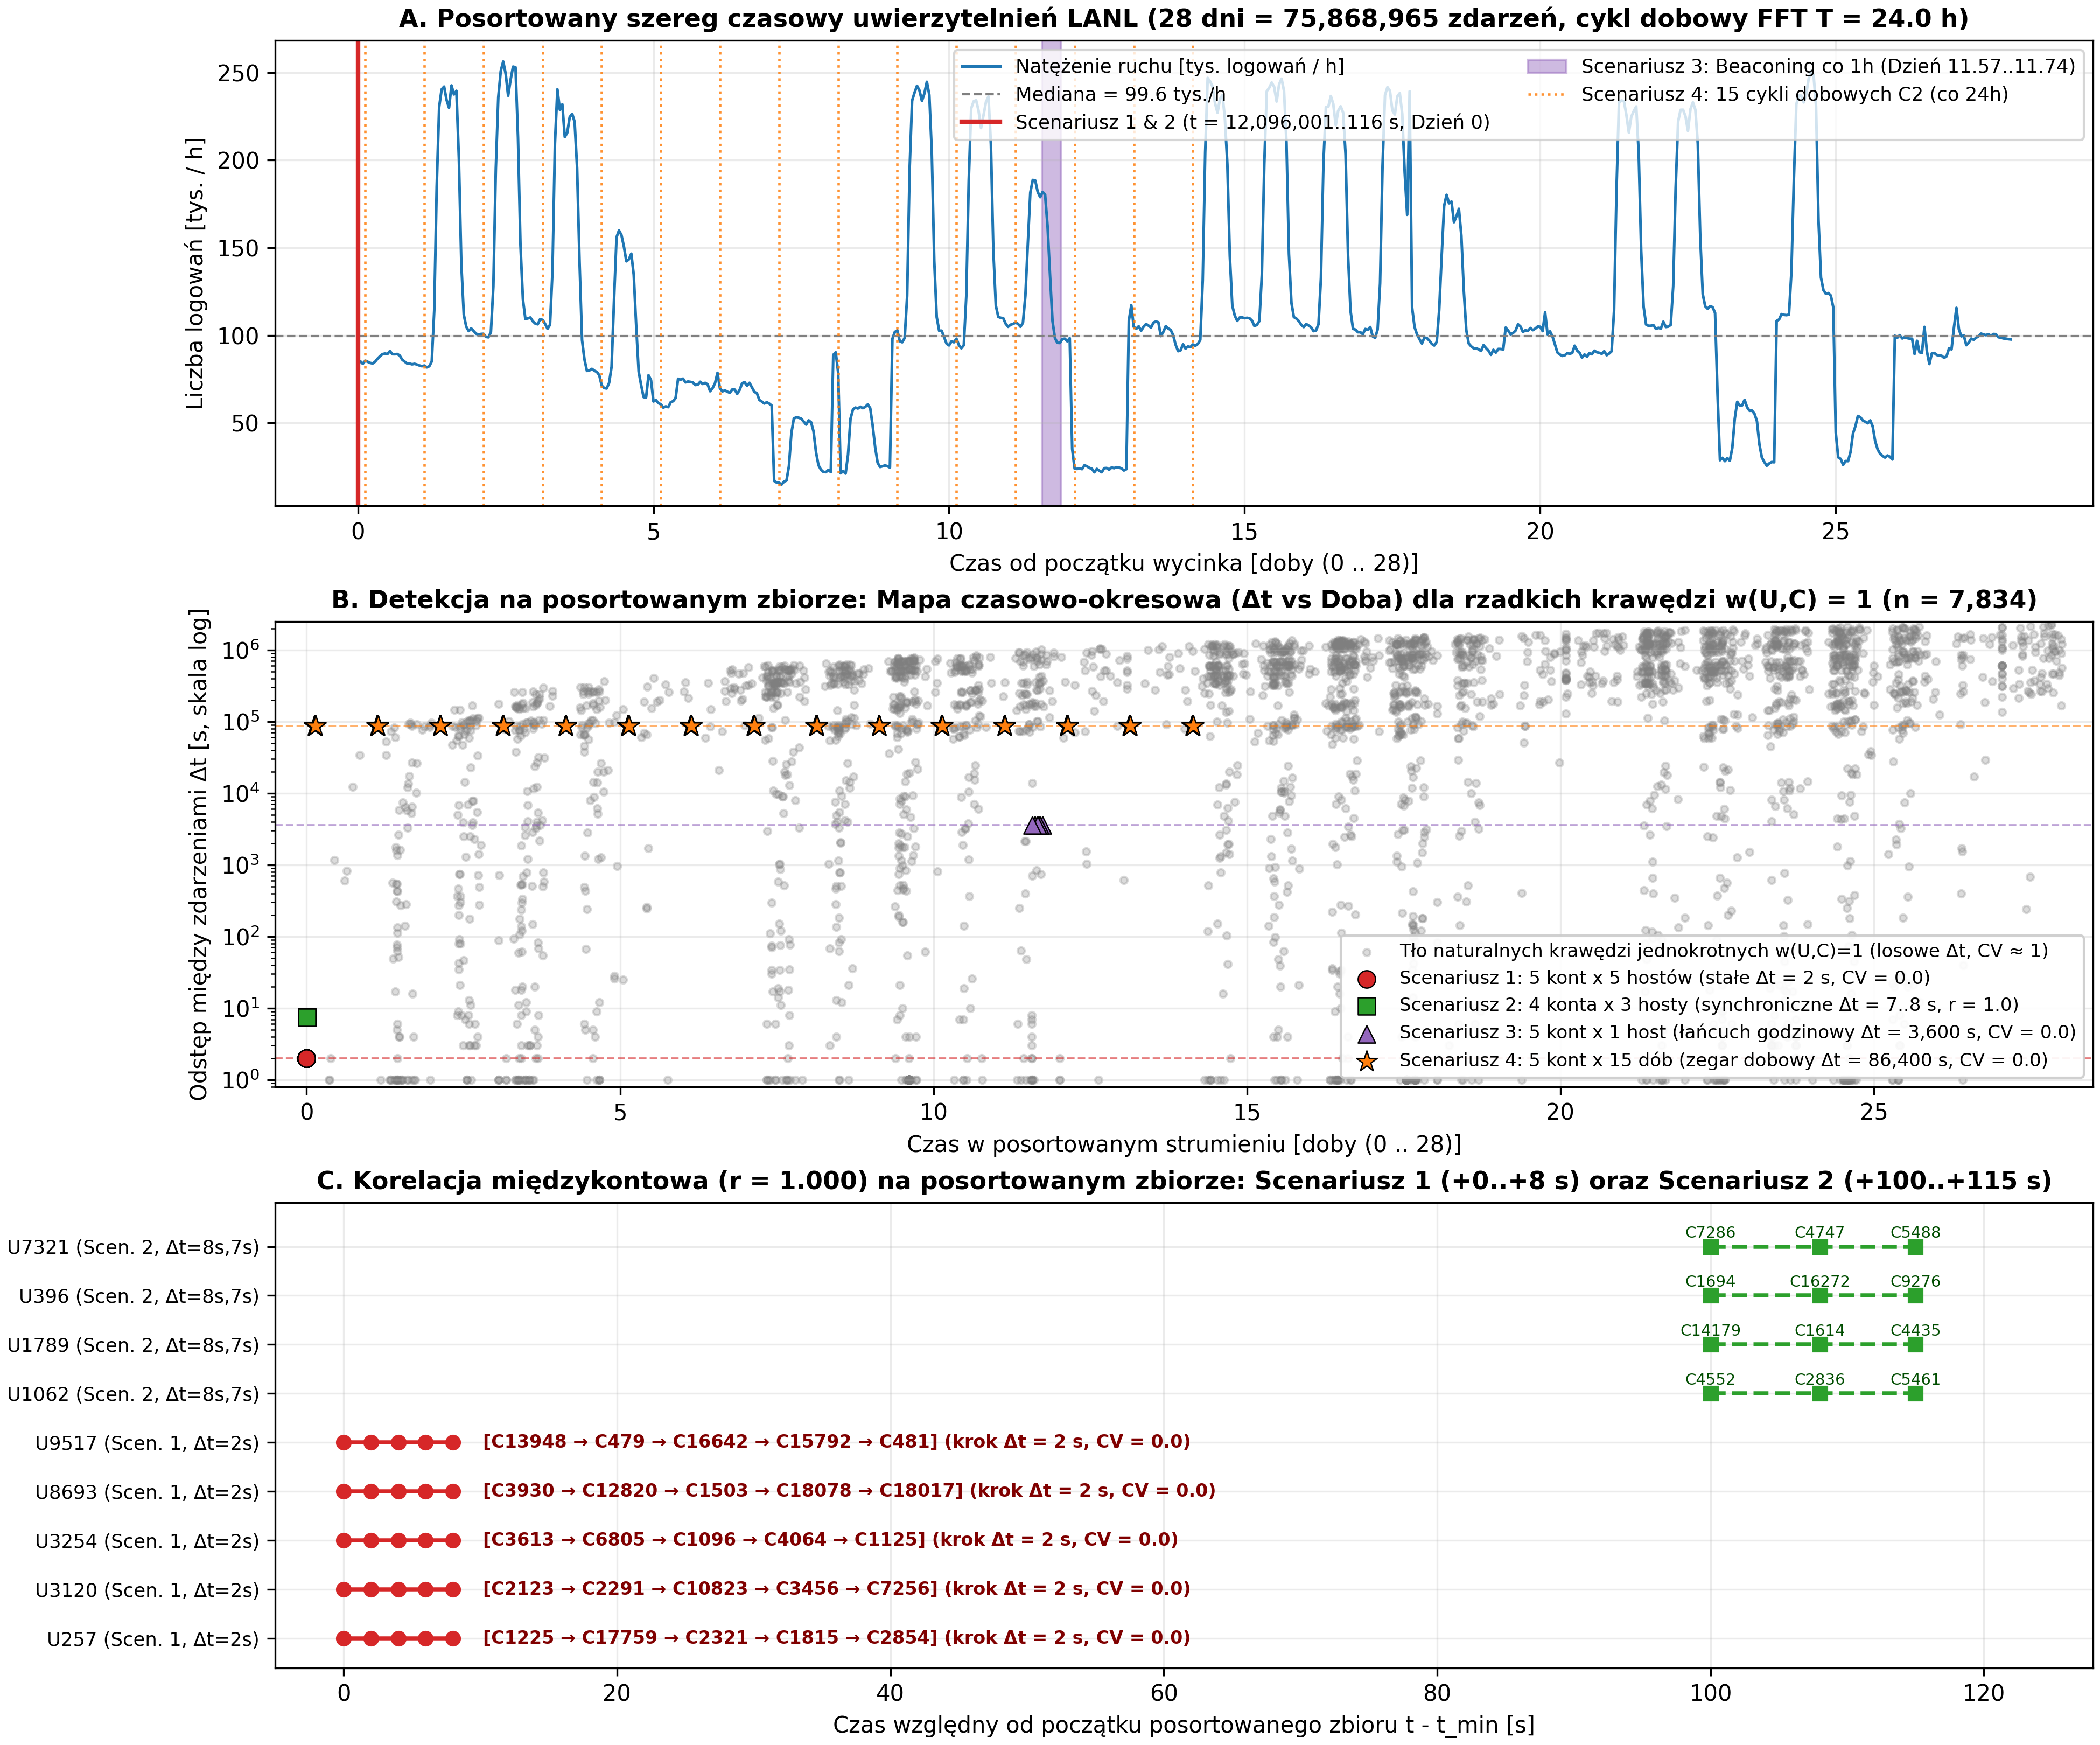 A. Posortowany szereg czasowy uwierzytelnień LANL (28 dni = 75,868,965 zdarzeń, cykl dobowy FFT T = 24.0 h)
Liczba logowań [tys. / h]
250
200
150
100
50
Natężenie ruchu [tys. logowań / h]
Mediana = 99.6 tys./h
Scenariusz 1 & 2 (t = 12,096,001..116 s, Dzień 0)
Scenariusz 3: Beaconing co 1h (Dzień 11.57..11.74)
Scenariusz 4: 15 cykli dobowych C2 (co 24h)
0 5 10 15 20 25
Czas od początku wycinka [doby (0 .. 28)]
B. Detekcja na posortowanym zbiorze: Mapa czasowo-okresowa (Δt vs Doba) dla rzadkich krawędzi w(U,C) = 1 (n = 7,834)
Odstęp między zdarzeniami Δt [s, skala log]
10⁶
10⁵
10⁴
10³
10²
10¹
10⁰
Tło naturalnych krawędzi jednokrotnych w(U,C)=1 (losowe Δt, CV ≈ 1)
Scenariusz 1: 5 kont x 5 hostów (stałe Δt = 2 s, CV = 0.0)
Scenariusz 2: 4 konta x 3 hosty (synchroniczne Δt = 7..8 s, r = 1.0)
Scenariusz 3: 5 kont x 1 host (łańcuch godzinowy Δt = 3,600 s, CV = 0.0)
Scenariusz 4: 5 kont x 15 dób (zegar dobowy Δt = 86,400 s, CV = 0.0)
0 5 10 15 20 25
Czas w posortowanym strumieniu [doby (0 .. 28)]
C. Korelacja międzykontowa (r = 1.000) na posortowanym zbiorze: Scenariusz 1 (+0..+8 s) oraz Scenariusz 2 (+100..+115 s)
C7286 C4747 C5488
U7321 (Scen. 2, Δt=8s,7s)
C1694 C16272 C9276
U396 (Scen. 2, Δt=8s,7s)
C14179 C1614 C4435
U1789 (Scen. 2, Δt=8s,7s)
C4552 C2836 C5461
U1062 (Scen. 2, Δt=8s,7s)
U9517 (Scen. 1, Δt=2s) [C13948 → C479 → C16642 → C15792 → C481] (krok Δt = 2 s, CV = 0.0)
U8693 (Scen. 1, Δt=2s) [C3930 → C12820 → C1503 → C18078 → C18017] (krok Δt = 2 s, CV = 0.0)
U3254 (Scen. 1, Δt=2s) [C3613 → C6805 → C1096 → C4064 → C1125] (krok Δt = 2 s, CV = 0.0)
U3120 (Scen. 1, Δt=2s) [C2123 → C2291 → C10823 → C3456 → C7256] (krok Δt = 2 s, CV = 0.0)
U257 (Scen. 1, Δt=2s) [C1225 → C17759 → C2321 → C1815 → C2854] (krok Δt = 2 s, CV = 0.0)
0 20 40 60 80 100 120
Czas względny od początku posortowanego zbioru t - t_min [s]